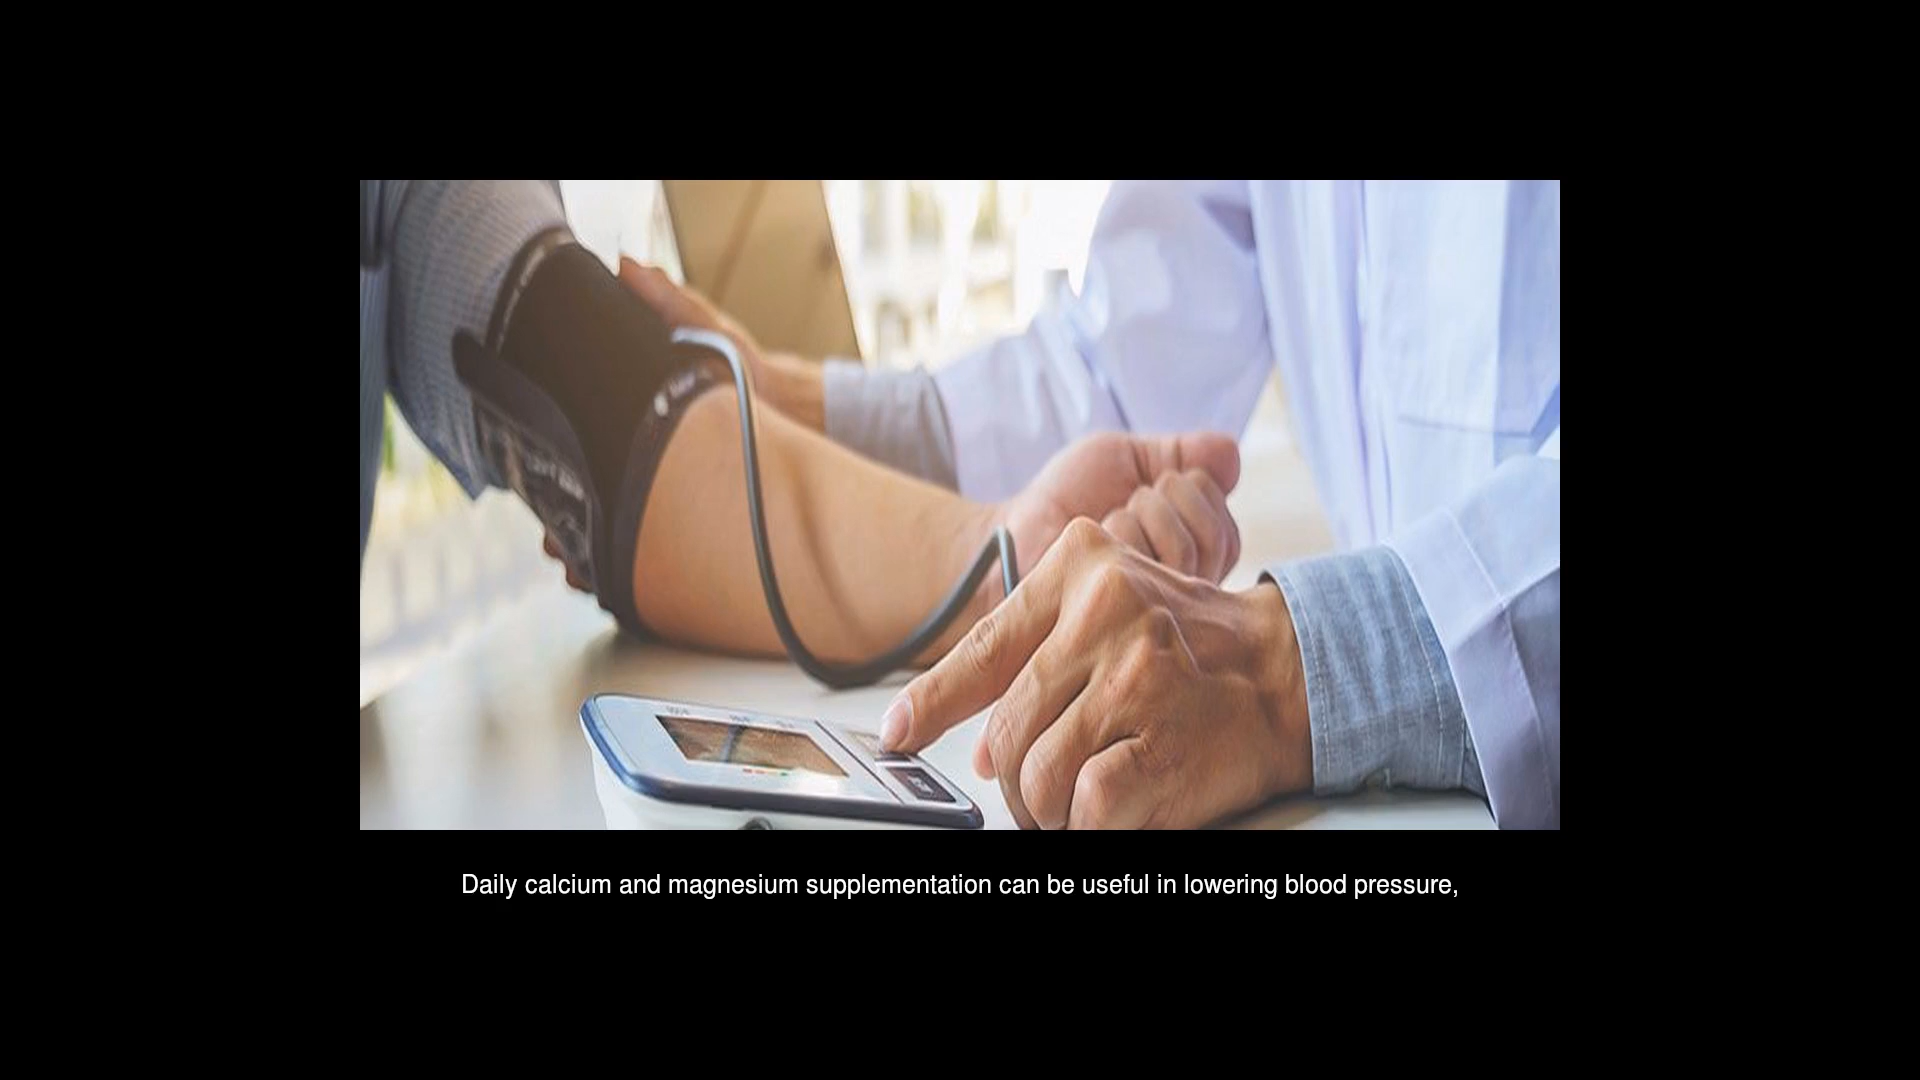 Daily calcium and magnesium supplementation can be useful in lowering blood pressure,